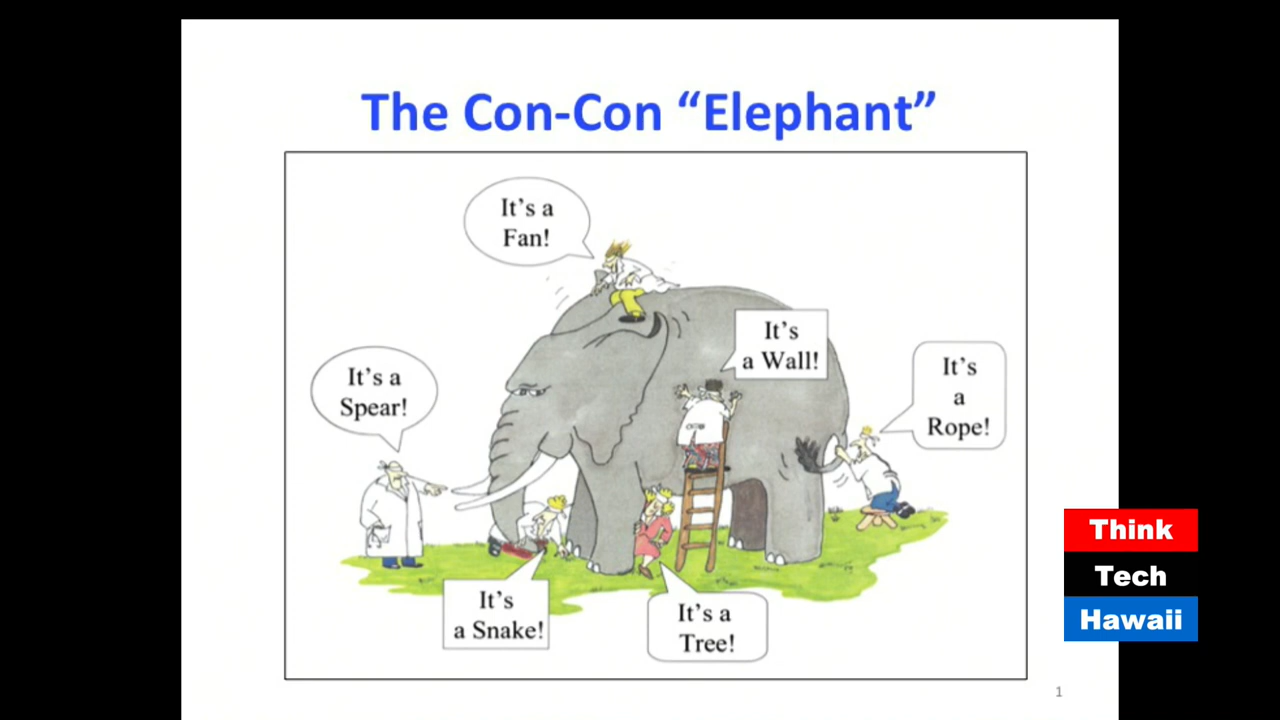 The Con-Con “Elephant”
It’s a
Fan!
It’s
a Wall!
It’s a
Spear!
It’s
a
Rope!
It’s
a Snake!
It’s a
Tree!
Think
Tech
Hawaii
1